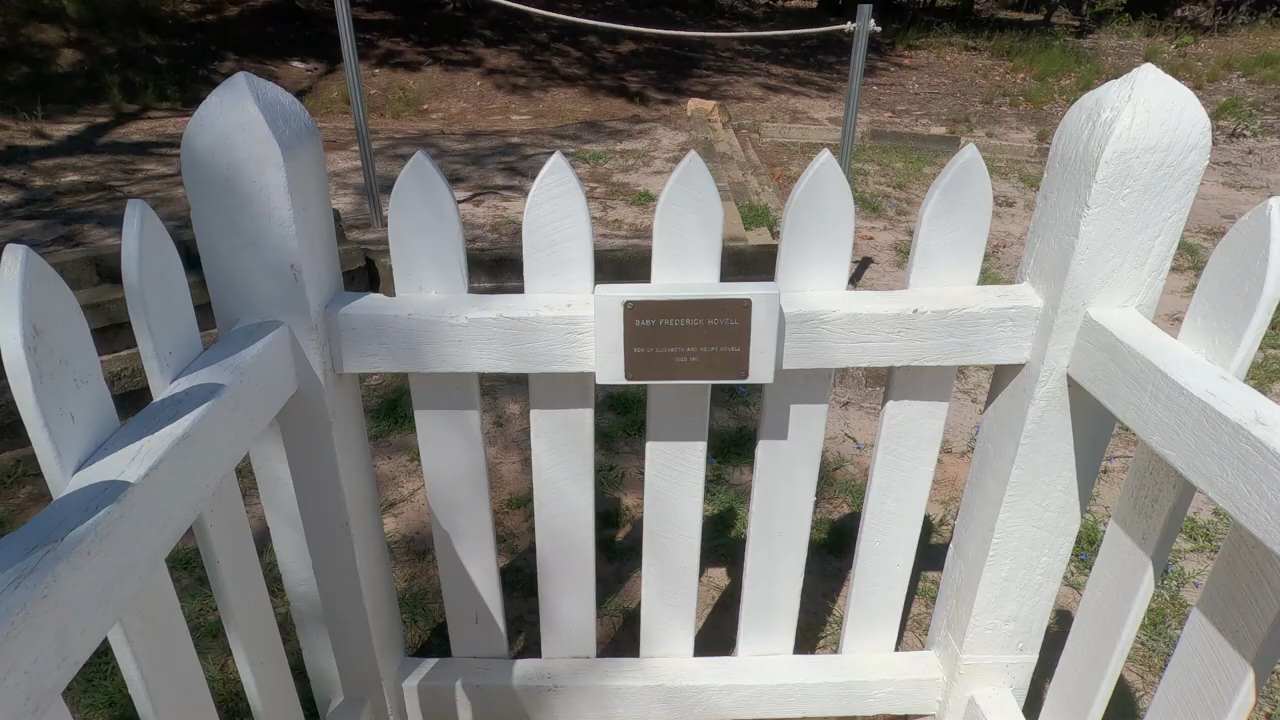 BABY FREDERICK HOVELL
SON OF ELIZABETH AND HENRY HOVELL
DIED